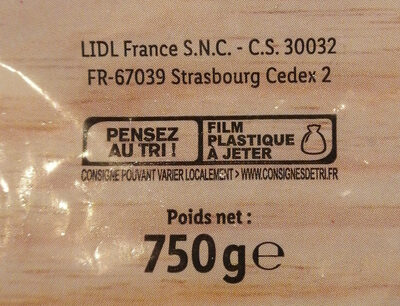 LIDL France S.N.C. - C.S. 30032
FR-67039 Strasbourg Cedex 2
PENSEZ
AU TRI !
FILM
PLASTIQUE
À JETER
CONSIGNE POUVANT VARIER LOCALEMENT > WWW.CONSIGNESDETRI.FR
Poids net :
750 g e